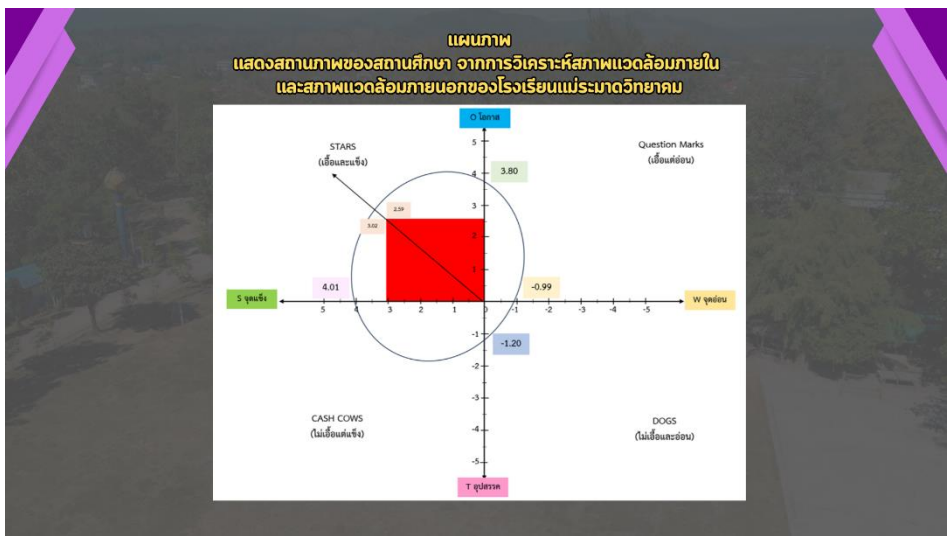 แผนภาพ
แสดงสถานภาพของสถานศึกษา จากการวิเคราะห์สภาพแวดล้อมภายใน
และสภาพแวดล้อมภายนอกของโรงเรียนแม่ระมาดวิทยาคม
O โอกาส
STARS
(เอื้อและแข็ง)
Question Marks
(เอื้อแต่อ่อน)
5
4
3.80
3
2.59
3.02
2
1
4.01
-0.99
S จุดแข็ง
W จุดอ่อน
5 4 3 2 1 0 -1 -2 -3 -4 -5
-1
-1.20
-2
-3
CASH COWS
(ไม่เอื้อแต่แข็ง)
-4
DOGS
(ไม่เอื้อและอ่อน)
-5
T อุปสรรค